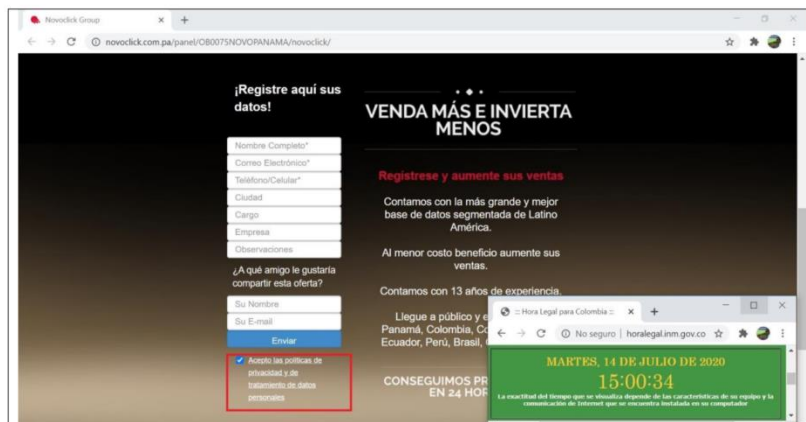 Novoclick Group
novoclick.com.pa/panel/OB0075NOVOPANAMA/novoclick/
¡Registre aquí sus
datos!
Nombre Completo*
Correo Electrónico*
Teléfono/Celular*
Ciudad
Cargo
Empresa
Observaciones
¿A qué amigo le gustaría
compartir esta oferta?
Su Nombre
Su E-mail
Enviar
Acepto las políticas de
privacidad y de
tratamiento de datos
personales
VENDA MÁS E INVIERTA
MENOS
Regístrese y aumente sus ventas
Contamos con la más grande y mejor
base de datos segmentada de Latino
América.
Al menor costo beneficio aumente sus
ventas.
Contamos con 13 años de experiencia.
Llegue a público y e
Panamá, Colombia, Co
Ecuador, Perú, Brasil,
CONSEGUIMOS PR
EN 24 HOR
:: Hora Legal para Colombia ::
No seguro | horalegal.inm.gov.co
MARTES, 14 DE JULIO DE 2020
15:00:34
La exactitud del tiempo que se visualiza depende de las características de su equipo y la
comunicación de Internet que se encuentra instalada en su computador